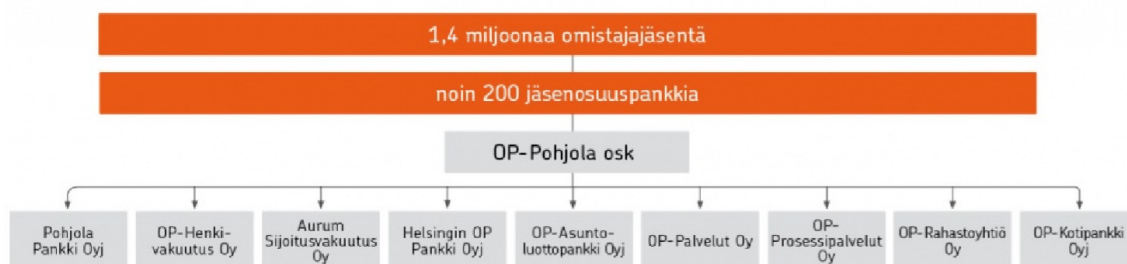 1,4 miljoonaa omistajajäsentä
noin 200 jäsenosuuspankkia
OP-Pohjola osk
Pohjola
Pankki Oyj
OP-Henki-
vakuutus Oy
Aurum
Sijoitusvakuutus
Oy
Helsingin OP
Pankki Oyj
OP-Asunto-
luottopankki Oyj
OP-Palvelut Oy
OP-
Prosessipalvelut
Oy
OP-Rahastoyhtiö Oy
OP-Kotipankki
Oyj